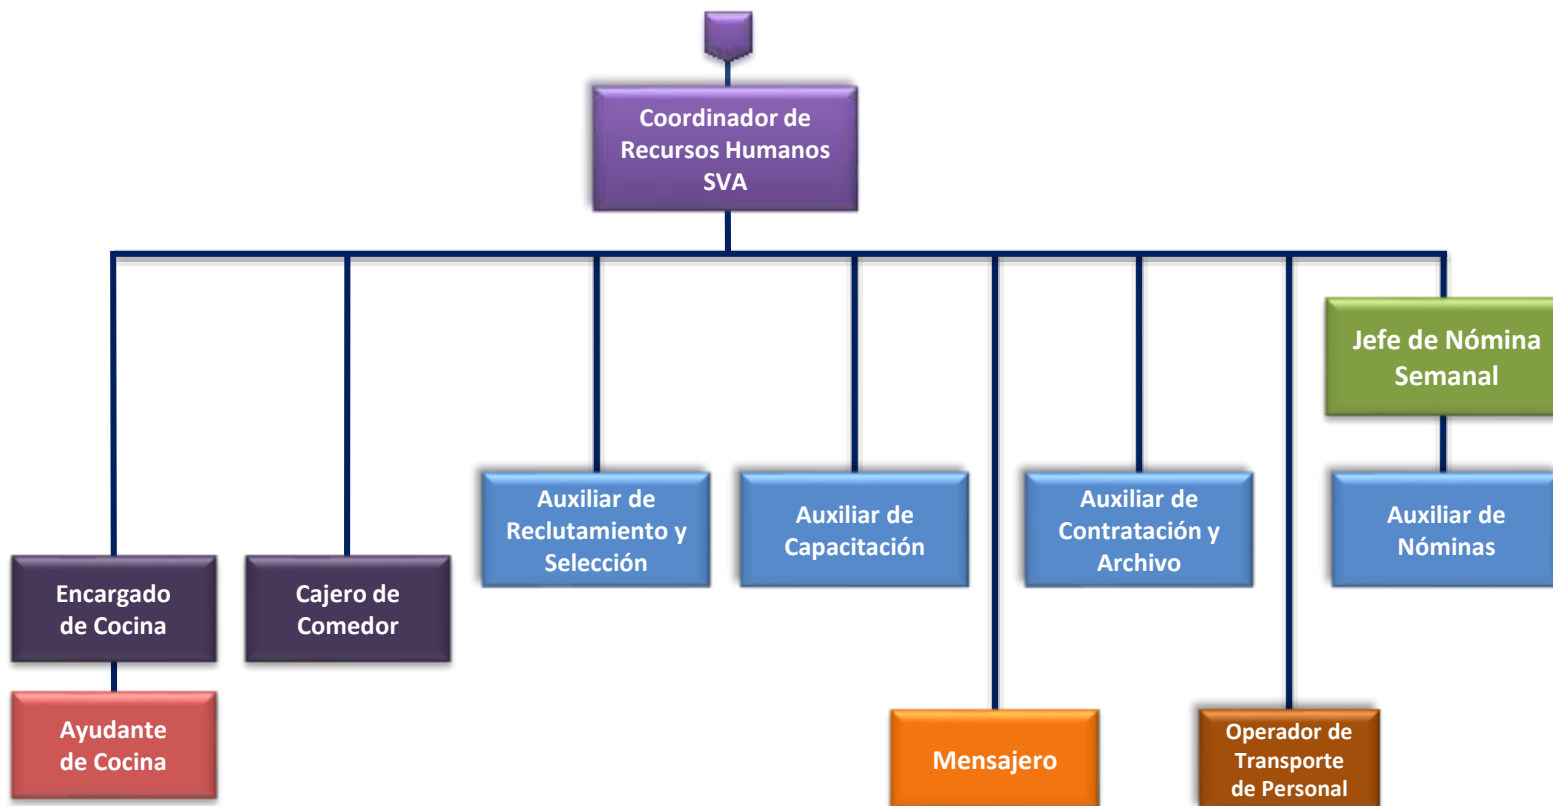 Coordinador de
Recursos Humanos
SVA
Jefe de Nómina
Semanal
Auxiliar de
Reclutamiento y
Selección
Auxiliar de
Capacitación
Auxiliar de
Contratación y
Archivo
Auxiliar de
Nóminas
Encargado
de Cocina
Cajero de
Comedor
Ayudante
de Cocina
Mensajero
Operador de
Transporte
de Personal